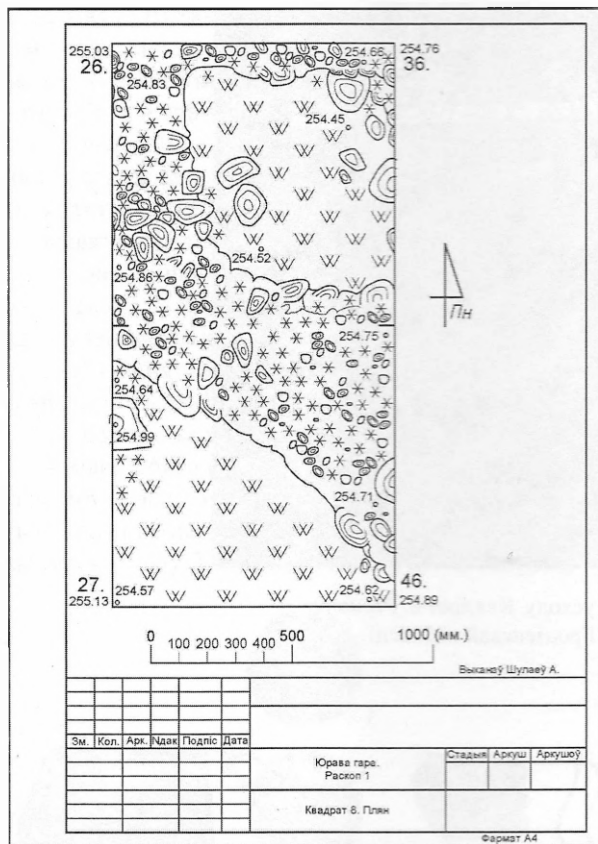 255.03 254.66 254.76
26. 36.
254.83
254.45
254.52
254.86
Пн
254.75
254.64
254.99
254.71
27. 254.57 254.62 46.
255.13 254.89
0 100 200 300 400 500 1000 (мм.)
Выканаў Шулаеў А.
Зм. Кол. Арк. №дак Подпіс Дата
Юрава гара.
Раскоп 1
Стадыя Аркуш Аркушоў
Квадрат 8. Плян
Фармат А4